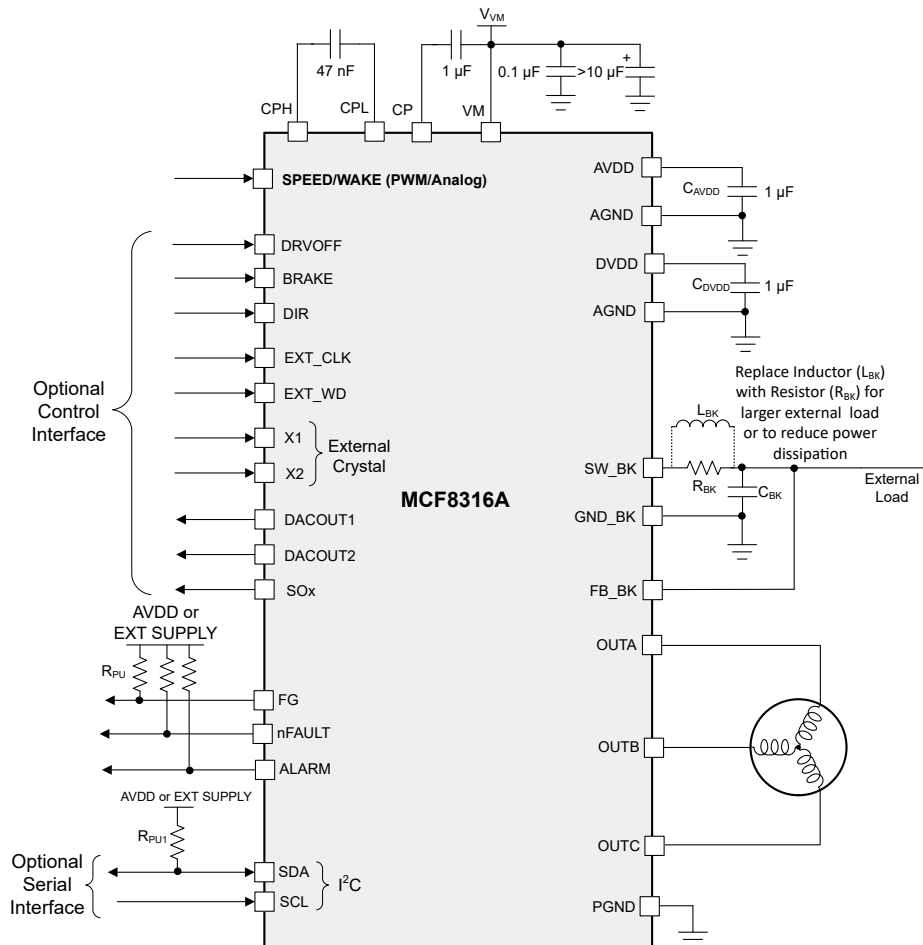 V_VM
47 nF
1 µF
0.1 µF
>10 µF
+
CPH
CPL
CP
VM
SPEED/WAKE (PWM/Analog)
DRVOFF
BRAKE
DIR
EXT_CLK
EXT_WD
X1
X2
External
Crystal
DACOUT1
DACOUT2
SOx
Optional
Control
Interface
AVDD or
EXT SUPPLY
R_PU
FG
nFAULT
ALARM
AVDD or EXT SUPPLY
R_PU1
SDA
SCL
I²C
Optional
Serial
Interface
MCF8316A
AVDD
C_AVDD
1 µF
AGND
DVDD
C_DVDD
1 µF
AGND
Replace Inductor (L_BK)
with Resistor (R_BK) for
larger external load
or to reduce power
dissipation
L_BK
SW_BK
R_BK
C_BK
External
Load
GND_BK
FB_BK
OUTA
OUTB
OUTC
PGND